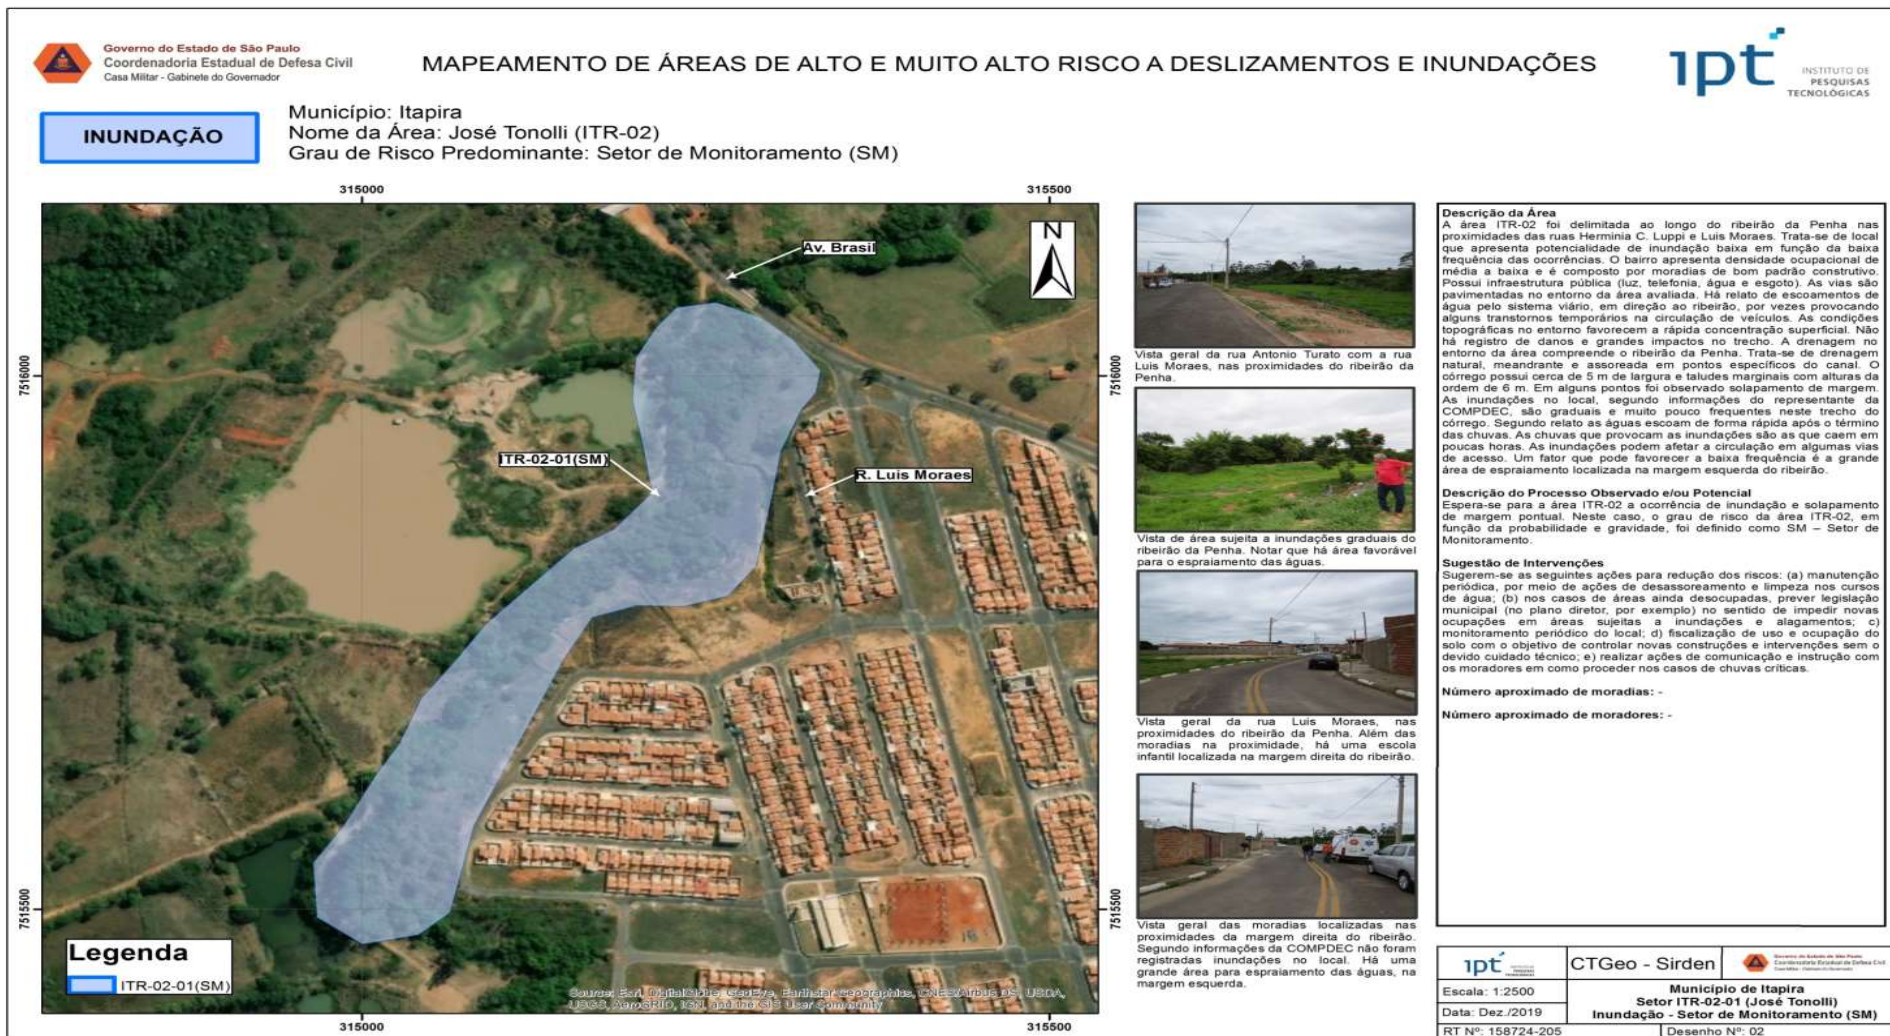 Governo do Estado de São Paulo
Coordenadoria Estadual de Defesa Civil
Casa Militar - Gabinete do Governador
MAPEAMENTO DE ÁREAS DE ALTO E MUITO ALTO RISCO A DESLIZAMENTOS E INUNDAÇÕES
ipt
INSTITUTO DE
PESQUISAS
TECNOLÓGICAS
INUNDAÇÃO
Município: Itapira
Nome da Área: José Tonolli (ITR-02)
Grau de Risco Predominante: Setor de Monitoramento (SM)
315000
315500
7516000
7516000
7515500
7515500
N
Av. Brasil
ITR-02-01(SM)
R. Luis Moraes
Legenda
ITR-02-01(SM)
Source: Esri, DigitalGlobe, GeoEye, Earthstar Geographics, CNES/Airbus DS, USDA,
USGS, AeroGRID, IGN, and the GIS User Community
315000
315500
Vista geral da rua Antonio Turato com a rua
Luis Moraes, nas proximidades do ribeirão da
Penha.
Vista de área sujeita a inundações graduais do
ribeirão da Penha. Notar que há área favorável
para o espraiamento das águas.
Vista geral da rua Luis Moraes, nas
proximidades do ribeirão da Penha. Além das
moradias na proximidade, há uma escola
infantil localizada na margem direita do ribeirão.
Vista geral das moradias localizadas nas
proximidades da margem direita do ribeirão.
Segundo informações da COMPDEC não foram
registradas inundações no local. Há uma
grande área para espraiamento das águas, na
margem esquerda.
Descrição da Área
A área ITR-02 foi delimitada ao longo do ribeirão da Penha nas
proximidades das ruas Herminia C. Luppi e Luis Moraes. Trata-se de local
que apresenta potencialidade de inundação baixa em função da baixa
frequência das ocorrências. O bairro apresenta densidade ocupacional de
média a baixa e é composto por moradias de bom padrão construtivo.
Possui infraestrutura pública (luz, telefonia, água e esgoto). As vias são
pavimentadas no entorno da área avaliada. Há relato de escoamentos de
água pelo sistema viário, em direção ao ribeirão, por vezes provocando
alguns transtornos temporários na circulação de veículos. As condições
topográficas no entorno favorecem a rápida concentração superficial. Não
há registro de danos e grandes impactos no trecho. A drenagem no
entorno da área compreende o ribeirão da Penha. Trata-se de drenagem
natural, meandrante e assoreada em pontos específicos do canal. O
córrego possui cerca de 5 m de largura e taludes marginais com alturas da
ordem de 6 m. Em alguns pontos foi observado solapamento de margem.
As inundações no local, segundo informações do representante da
COMPDEC, são graduais e muito pouco frequentes neste trecho do
córrego. Segundo relato as águas escoam de forma rápida após o término
das chuvas. As chuvas que provocam as inundações são as que caem em
poucas horas. As inundações podem afetar a circulação em algumas vias
de acesso. Um fator que pode favorecer a baixa frequência é a grande
área de espraiamento localizada na margem esquerda do ribeirão.
Descrição do Processo Observado e/ou Potencial
Espera-se para a área ITR-02 a ocorrência de inundação e solapamento
de margem pontual. Neste caso, o grau de risco da área ITR-02, em
função da probabilidade e gravidade, foi definido como SM – Setor de
Monitoramento.
Sugestão de Intervenções
Sugerem-se as seguintes ações para redução dos riscos: (a) manutenção
periódica, por meio de ações de desassoreamento e limpeza nos cursos
de água; (b) nos casos de áreas ainda desocupadas, prever legislação
municipal (no plano diretor, por exemplo) no sentido de impedir novas
ocupações em áreas sujeitas a inundações e alagamentos; c)
monitoramento periódico do local; d) fiscalização de uso e ocupação do
solo com o objetivo de controlar novas construções e intervenções sem o
devido cuidado técnico; e) realizar ações de comunicação e instrução com
os moradores em como proceder nos casos de chuvas críticas.
Número aproximado de moradias: -
Número aproximado de moradores: -
ipt
CTGeo - Sirden
Governo do Estado de São Paulo
Coordenadoria Estadual de Defesa Civil
Escala: 1:2500
Data: Dez./2019
Município de Itapira
Setor ITR-02-01 (José Tonolli)
Inundação - Setor de Monitoramento (SM)
RT Nº: 158724-205
Desenho Nº: 02